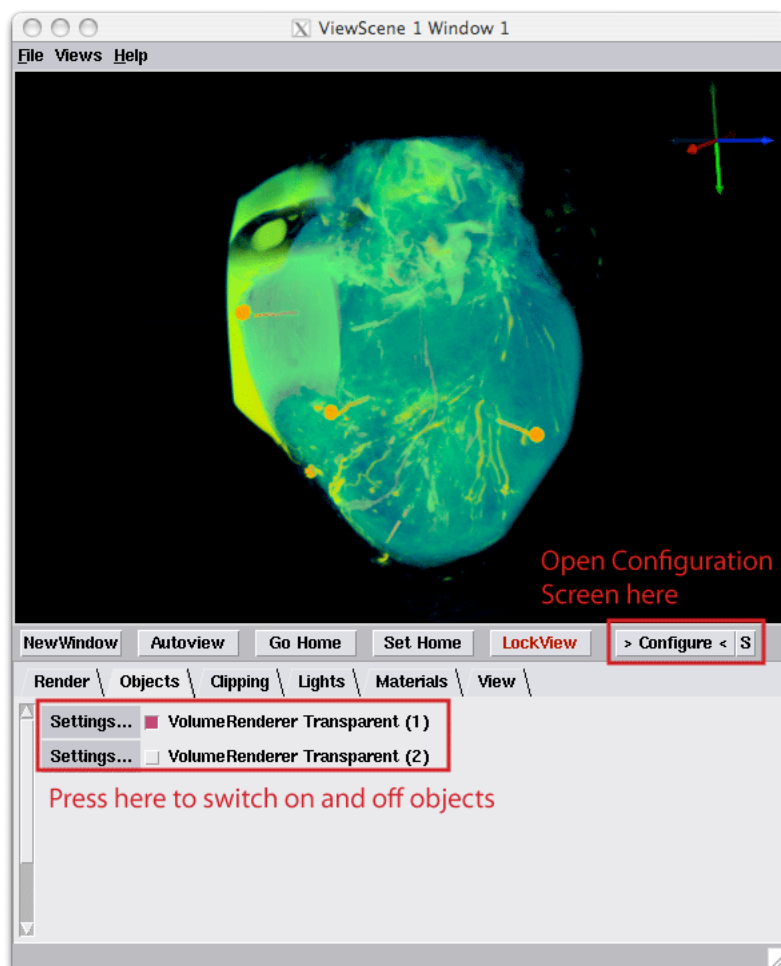 X ViewScene 1 Window 1
File Views Help
Open Configuration
Screen here
NewWindow Autoview Go Home Set Home LockView > Configure < S
Render Objects Clipping Lights Materials View
Settings... VolumeRenderer Transparent (1)
Settings... VolumeRenderer Transparent (2)
Press here to switch on and off objects